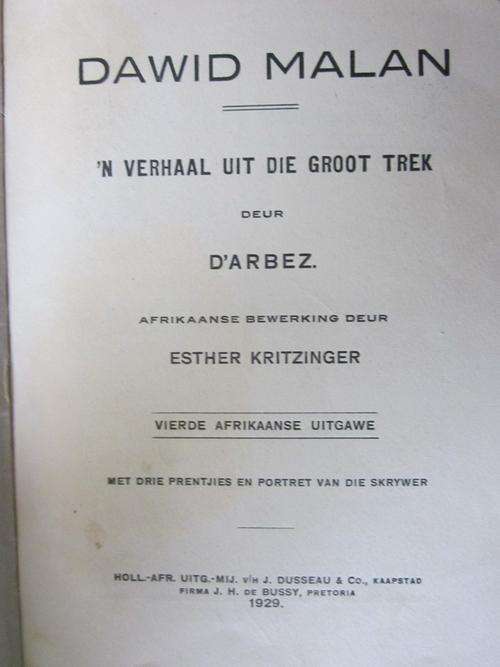 DAWID MALAN
'N VERHAAL UIT DIE GROOT TREK
DEUR
D'ARBEZ.
AFRIKAANSE BEWERKING DEUR
ESTHER KRITZINGER
VIERDE AFRIKAANSE UITGAWE
MET DRIE PRENTJIES EN PORTRET VAN DIE SKRYWER
HOLL.-AFR. UITG.-MIJ. v/H J. DUSSEAU & Co., KAAPSTAD
FIRMA J. H. DE BUSSY, PRETORIA
1929.